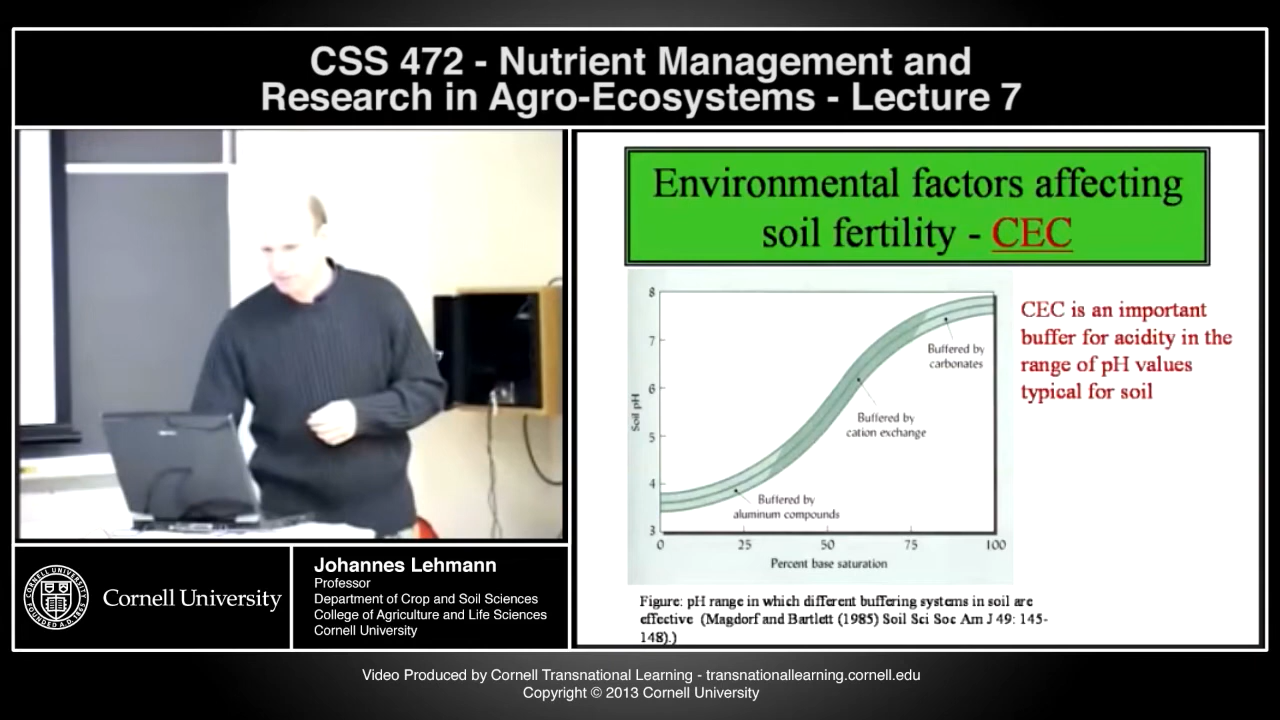 CSS 472 - Nutrient Management and
Research in Agro-Ecosystems - Lecture 7
Environmental factors affecting
soil fertility - CEC
8
7
6
5
4
3
Soil pH
Buffered by
carbonates
Buffered by
cation exchange
Buffered by
aluminum compounds
0
25
50
75
100
Percent base saturation
CEC is an important
buffer for acidity in the
range of pH values
typical for soil
Figure: pH range in which different buffering systems in soil are
effective (Magdorf and Bartlett (1985) Soil Sci Soc Am J 49: 145-
148).)
Cornell University
Johannes Lehmann
Professor
Department of Crop and Soil Sciences
College of Agriculture and Life Sciences
Cornell University
Video Produced by Cornell Transnational Learning - transnationallearning.cornell.edu
Copyright © 2013 Cornell University